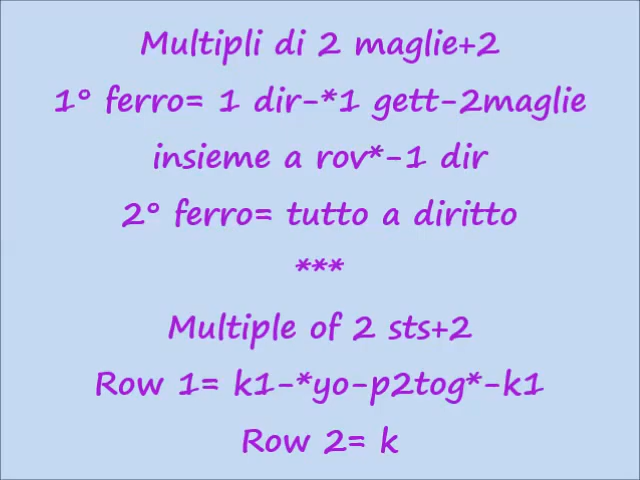 Multipli di 2 maglie+2
1° ferro= 1 dir-*1 gett-2maglie
insieme a rov*-1 dir
2° ferro= tutto a diritto
***
Multiple of 2 sts+2
Row 1= k1-*yo-p2tog*-k1
Row 2= k